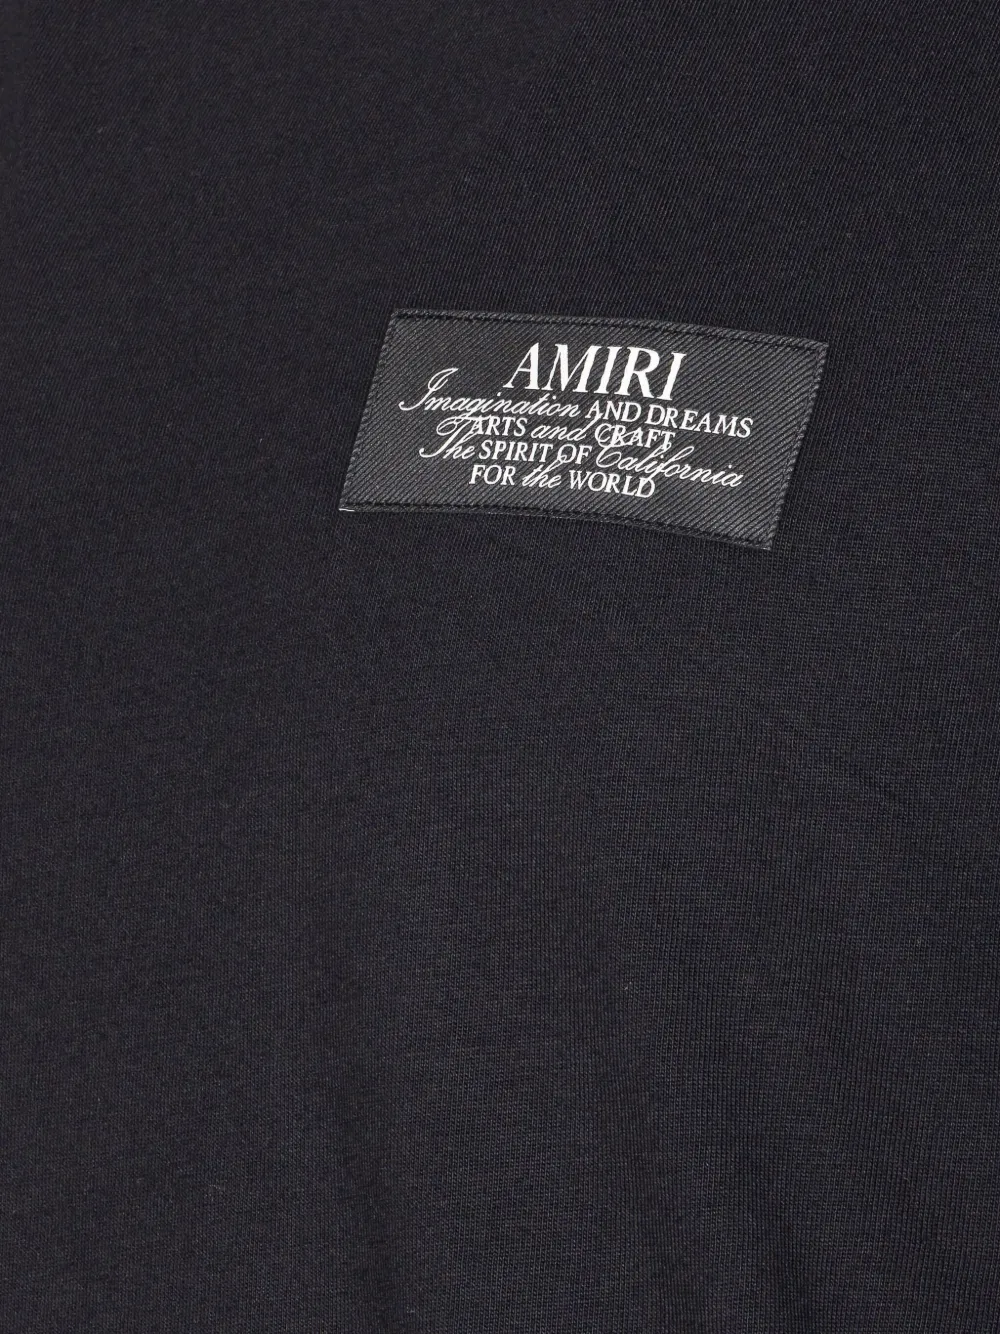 AMIRI
Imagination AND DREAMS
ARTS and CRAFT
The SPIRIT OF California
FOR the WORLD